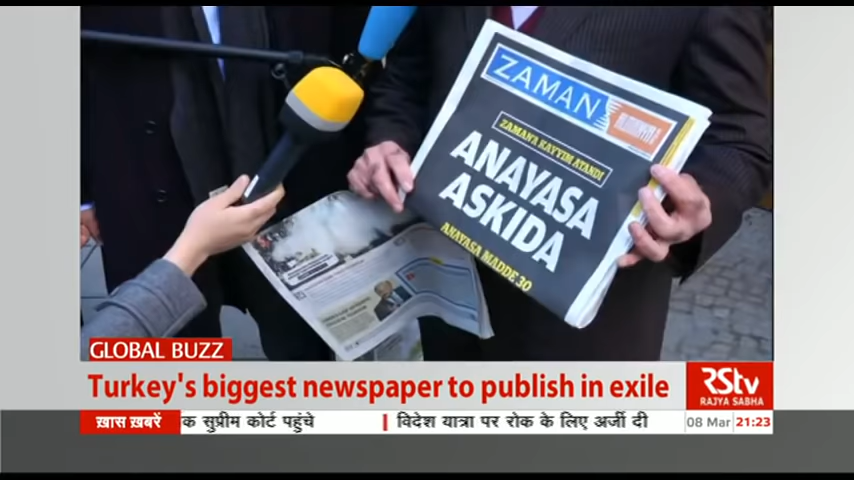 ZAMAN
ALMANYA
ZAMAN'A KAYYIM ATANDI
ANAYASA
ASKIDA
ANAYASA MADDE 30
GLOBAL BUZZ
Turkey's biggest newspaper to publish in exile
RStv
RAJYA SABHA
ख़ास ख़बरें
क सुप्रीम कोर्ट पहुंचे
विदेश यात्रा पर रोक के लिए अर्जी दी
08 Mar 21:23